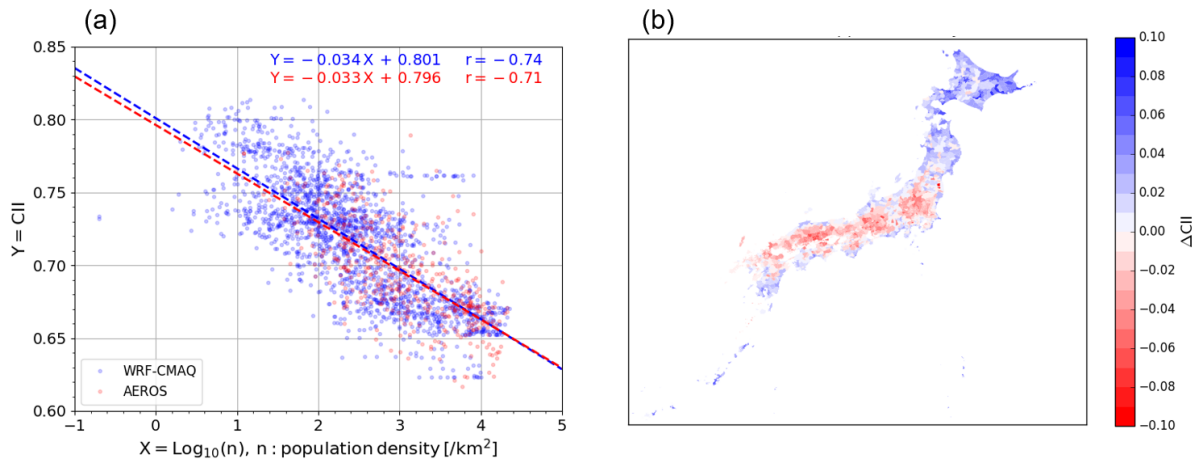 (a)
(b)
Y = −0.034 X + 0.801 r = −0.74
Y = −0.033 X + 0.796 r = −0.71
0.85
0.80
0.75
0.70
0.65
0.60
Y = CII
WRF-CMAQ
AEROS
−1 0 1 2 3 4 5
X = Log₁₀(n), n : population density [/km²]
0.10
0.08
0.06
0.04
0.02
0.00
−0.02
−0.04
−0.06
−0.08
−0.10
ΔCII